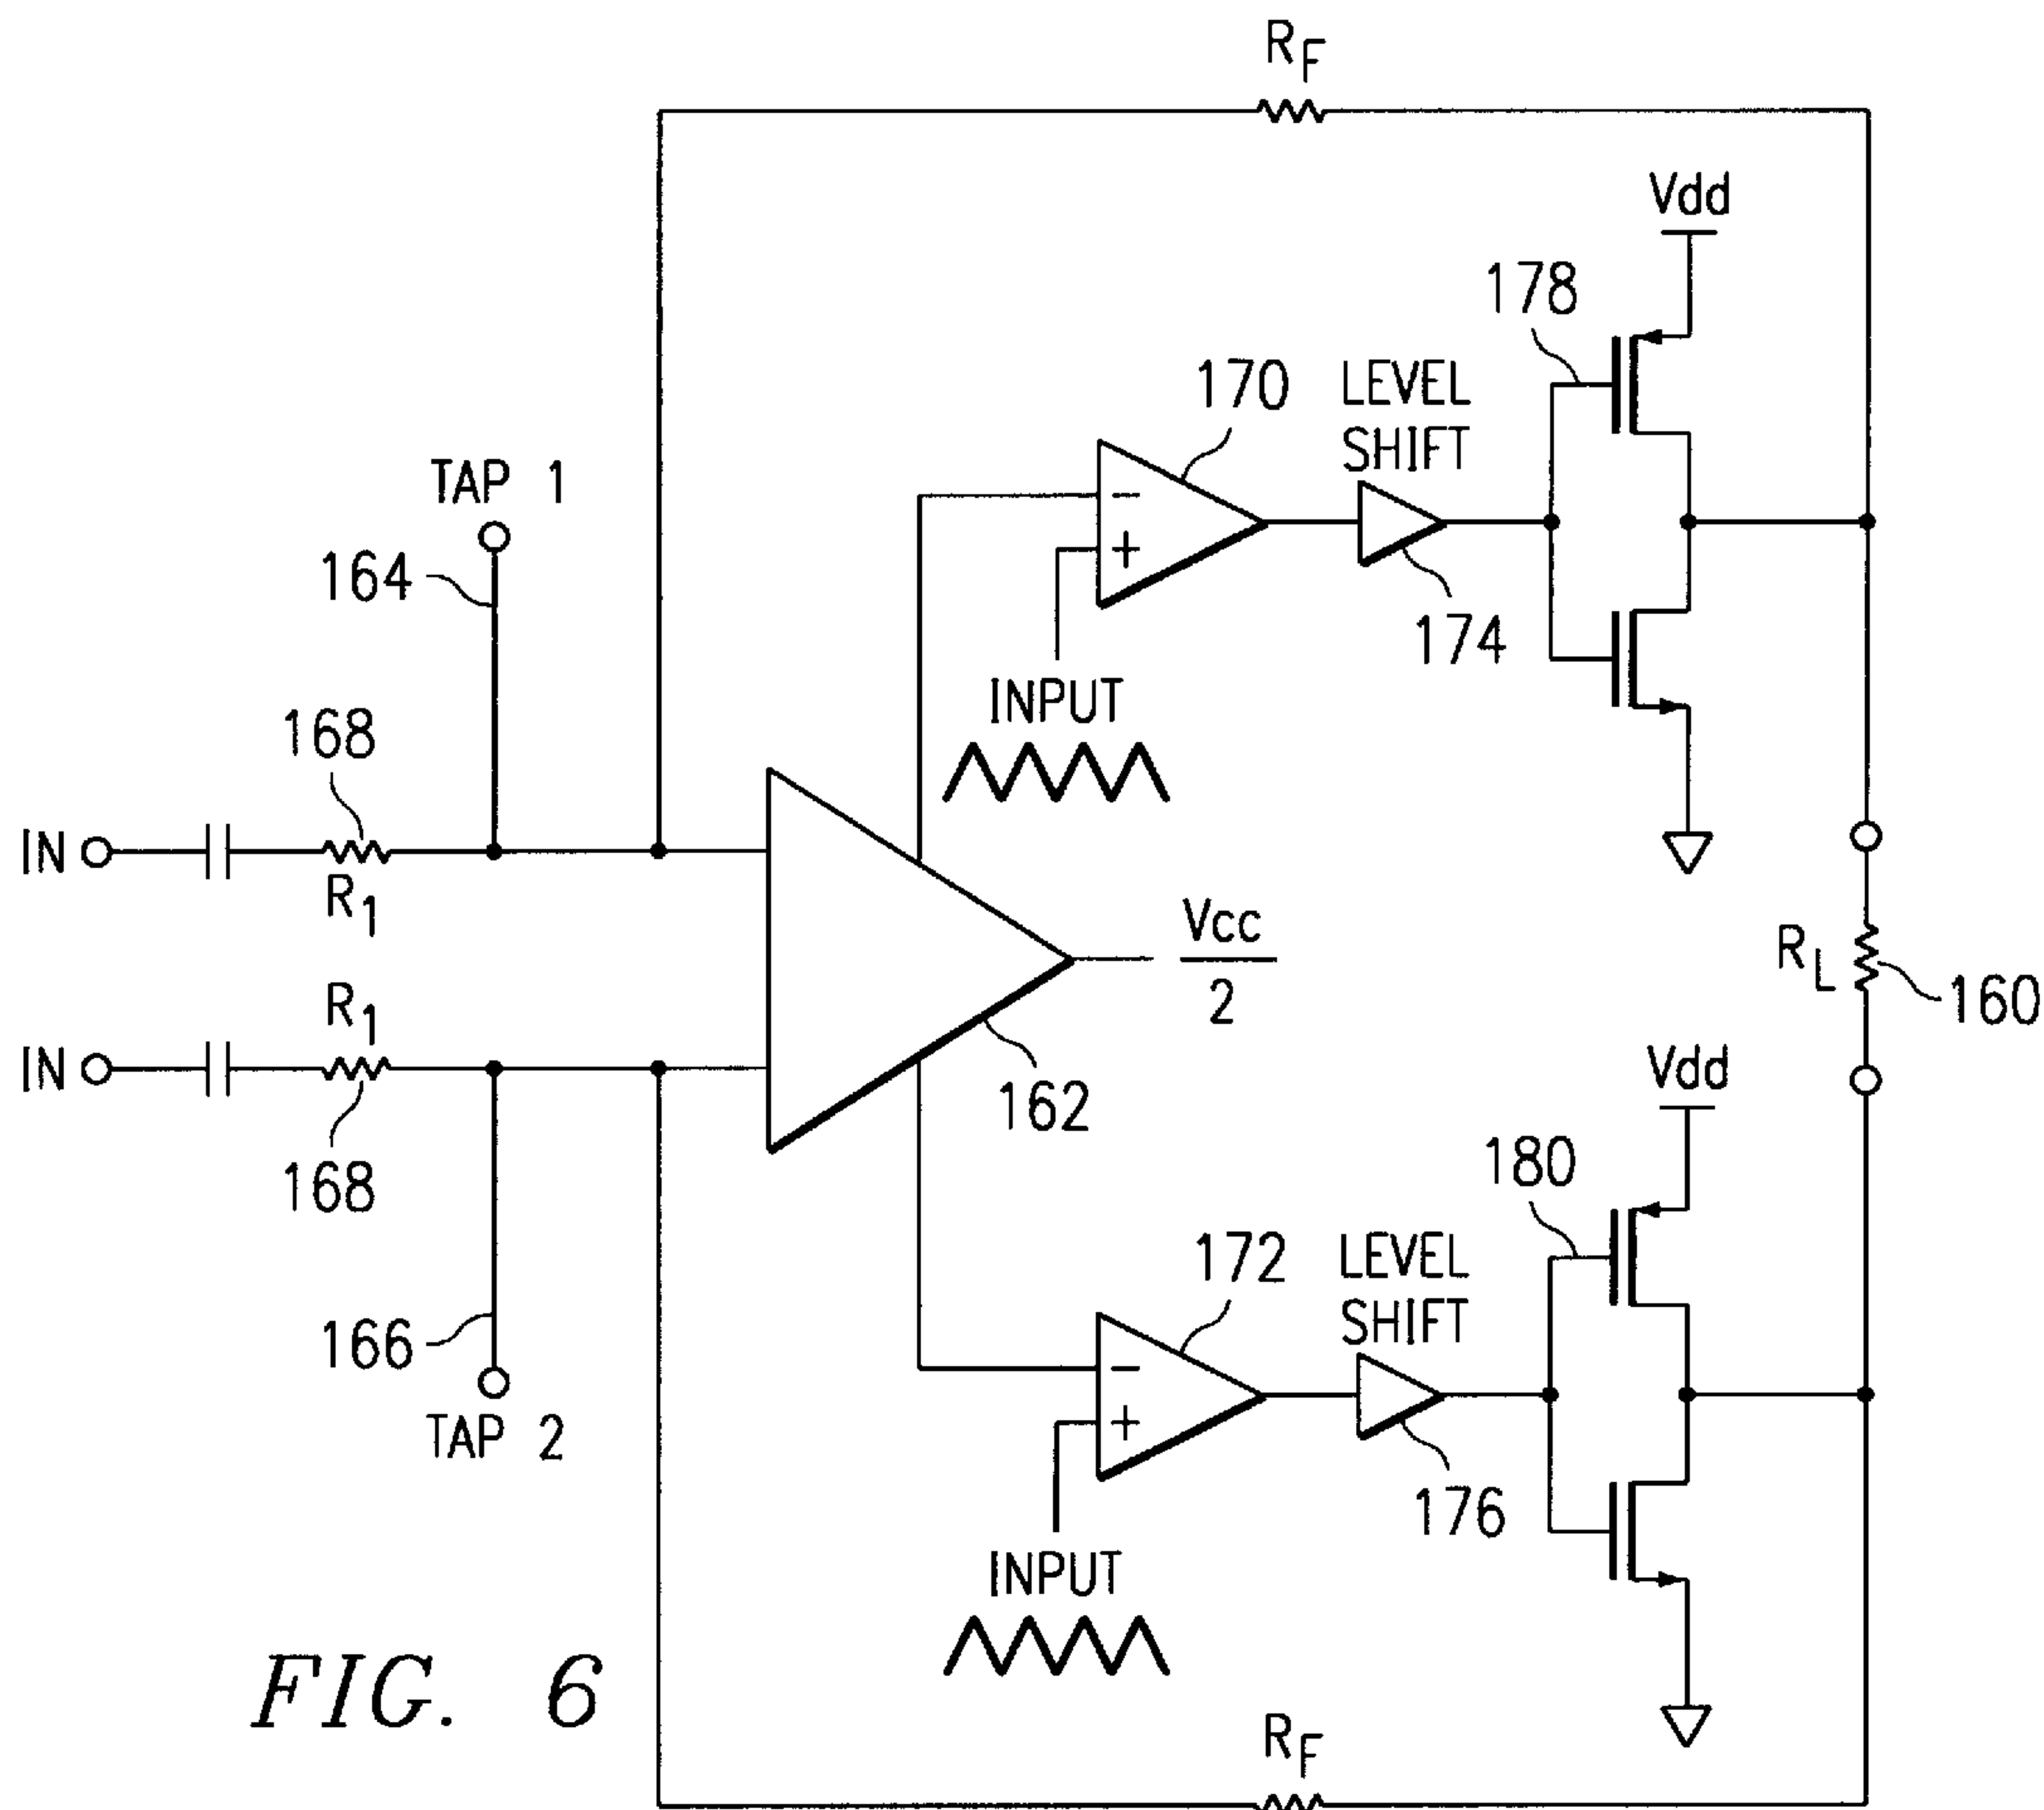 R_F
Vdd
178
170
LEVEL
SHIFT
TAP 1
164
-
+
174
INPUT
168
IN
R_1
Vcc
2
R_L
160
R_1
IN
162
168
Vdd
180
172
LEVEL
SHIFT
166
TAP 2
-
+
176
INPUT
FIG. 6
R_F